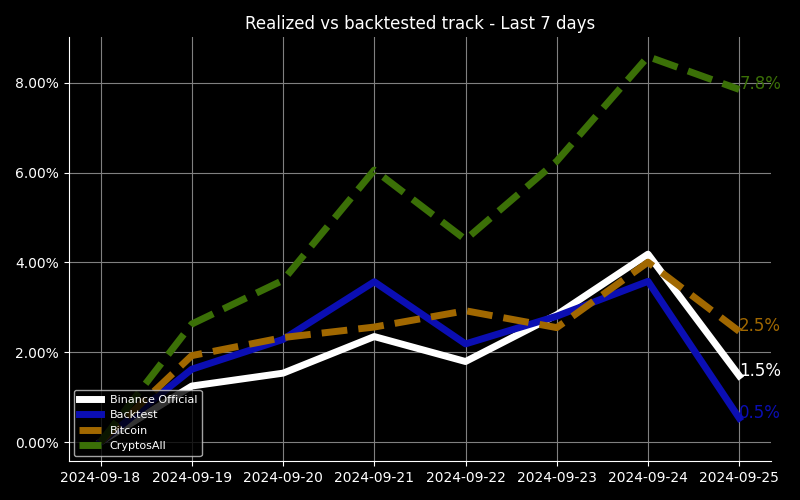 Realized vs backtested track - Last 7 days
8.00%
6.00%
4.00%
2.00%
0.00%
7.8%
2.5%
1.5%
0.5%
Binance Official
Backtest
Bitcoin
CryptosAll
2024-09-18 2024-09-19 2024-09-20 2024-09-21 2024-09-22 2024-09-23 2024-09-24 2024-09-25